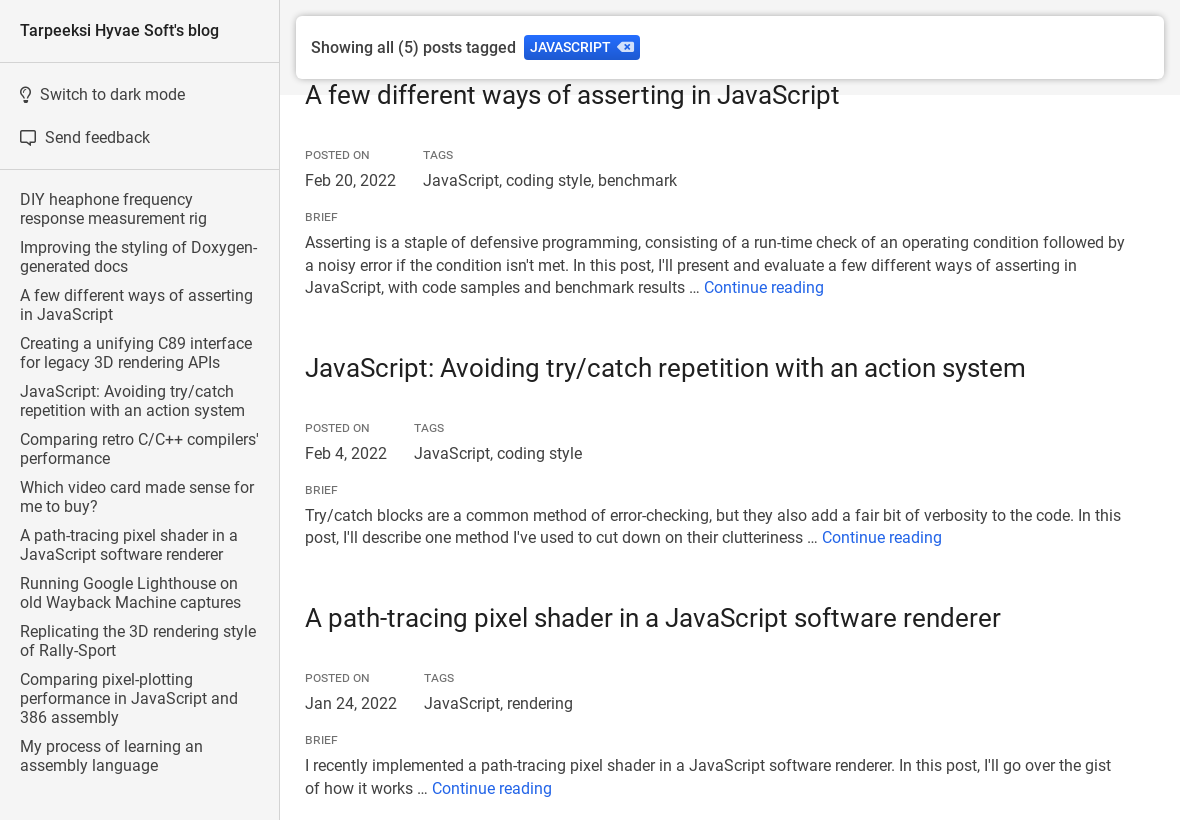 Tarpeeksi Hyvae Soft's blog
Switch to dark mode
Send feedback
DIY heaphone frequency
response measurement rig
Improving the styling of Doxygen-
generated docs
A few different ways of asserting
in JavaScript
Creating a unifying C89 interface
for legacy 3D rendering APIs
JavaScript: Avoiding try/catch
repetition with an action system
Comparing retro C/C++ compilers'
performance
Which video card made sense for
me to buy?
A path-tracing pixel shader in a
JavaScript software renderer
Running Google Lighthouse on
old Wayback Machine captures
Replicating the 3D rendering style
of Rally-Sport
Comparing pixel-plotting
performance in JavaScript and
386 assembly
My process of learning an
assembly language
Showing all (5) posts tagged JAVASCRIPT
A few different ways of asserting in JavaScript
POSTED ON TAGS
Feb 20, 2022 JavaScript, coding style, benchmark
BRIEF
Asserting is a staple of defensive programming, consisting of a run-time check of an operating condition followed by
a noisy error if the condition isn't met. In this post, I'll present and evaluate a few different ways of asserting in
JavaScript, with code samples and benchmark results … Continue reading
JavaScript: Avoiding try/catch repetition with an action system
POSTED ON TAGS
Feb 4, 2022 JavaScript, coding style
BRIEF
Try/catch blocks are a common method of error-checking, but they also add a fair bit of verbosity to the code. In this
post, I'll describe one method I've used to cut down on their clutteriness … Continue reading
A path-tracing pixel shader in a JavaScript software renderer
POSTED ON TAGS
Jan 24, 2022 JavaScript, rendering
BRIEF
I recently implemented a path-tracing pixel shader in a JavaScript software renderer. In this post, I'll go over the gist
of how it works … Continue reading